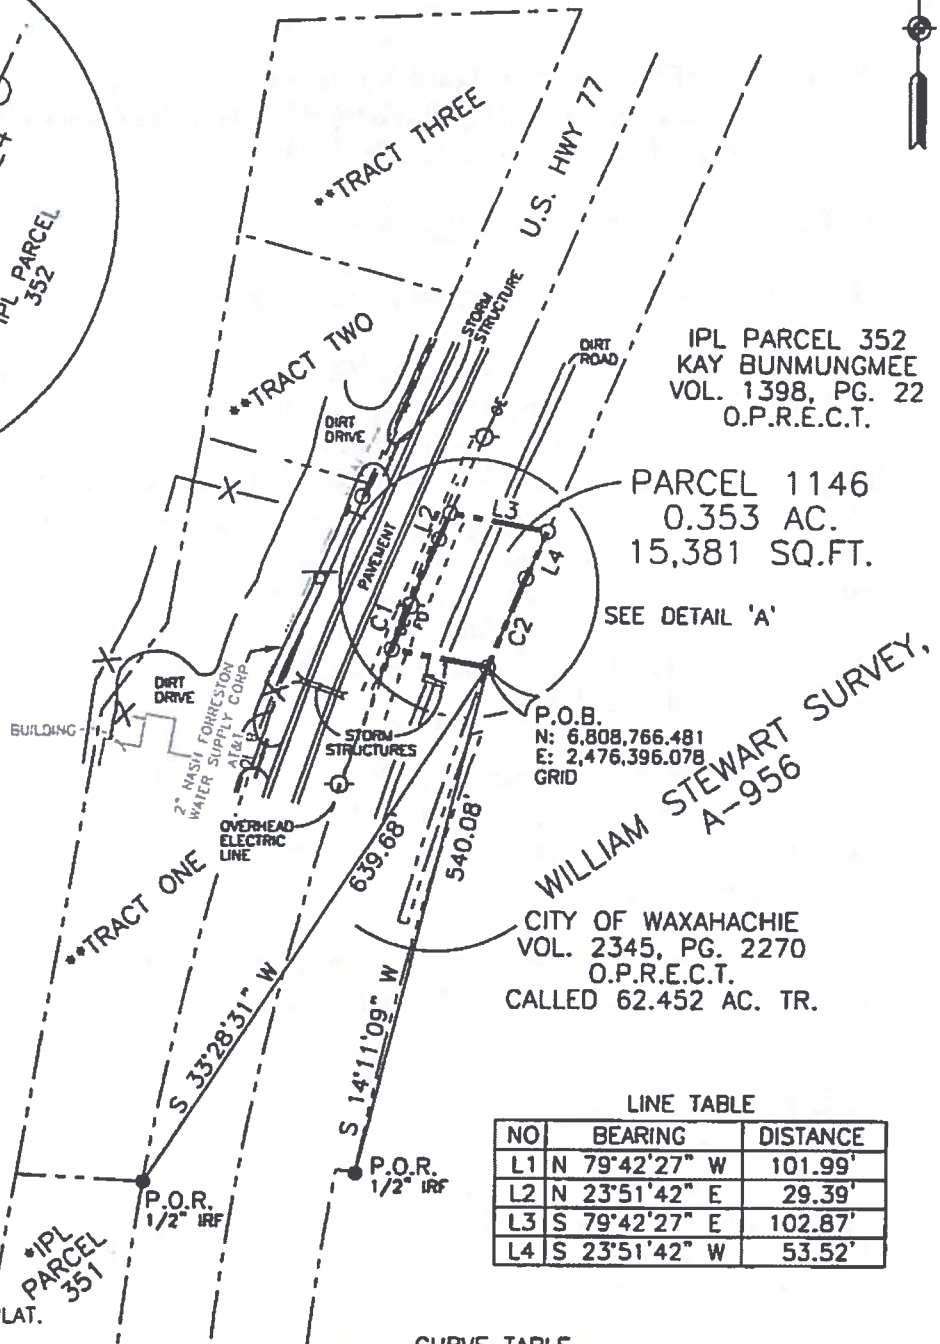 **TRACT THREE
U.S. HWY 77
IPL PARCEL
352
STORM
STRUCTURE
**TRACT TWO
DIRT
ROAD
IPL PARCEL 352
KAY BUNMUNGMEE
VOL. 1398, PG. 22
O.P.R.E.C.T.
DIRT
DRIVE
OE
PARCEL 1146
0.353 AC.
15,381 SQ.FT.
L2
L3
L4
PAVEMENT
C1
C2
SEE DETAIL 'A'
WILLIAM STEWART SURVEY,
A-956
DIRT
DRIVE
BUILDING
2" NASH FORRESTON
WATER SUPPLY CORP
AT&T
STORM
STRUCTURES
P.O.B.
N: 6,808,766.481
E: 2,476,396.078
GRID
OVERHEAD
ELECTRIC
LINE
639.68'
540.08'
**TRACT ONE
CITY OF WAXAHACHIE
VOL. 2345, PG. 2270
O.P.R.E.C.T.
CALLED 62.452 AC. TR.
S 33°28'31" W
S 14°11'09" W
P.O.R.
1/2" IRF
P.O.R.
1/2" IRF
*IPL
PARCEL
351
LAT.
LINE TABLE
NO BEARING DISTANCE
L1 N 79°42'27" W 101.99'
L2 N 23°51'42" E 29.39'
L3 S 79°42'27" E 102.87'
L4 S 23°51'42" W 53.52'
CURVE TABLE